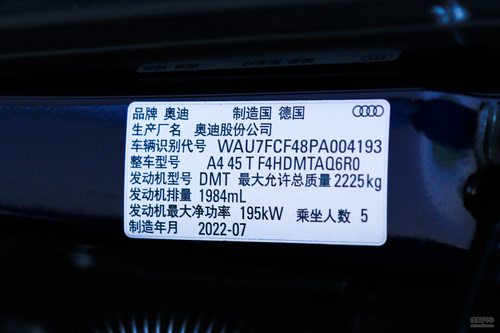 品牌 奥迪 制造国 德国
生产厂名 奥迪股份公司
车辆识别代号 WAU7FCF48PA004193
整车型号 A4 45 T F4HDMTAQ6R0
发动机型号 DMT 最大允许总质量 2225kg
发动机排量 1984mL
发动机最大净功率 195kW 乘坐人数 5
制造年月 2022-07